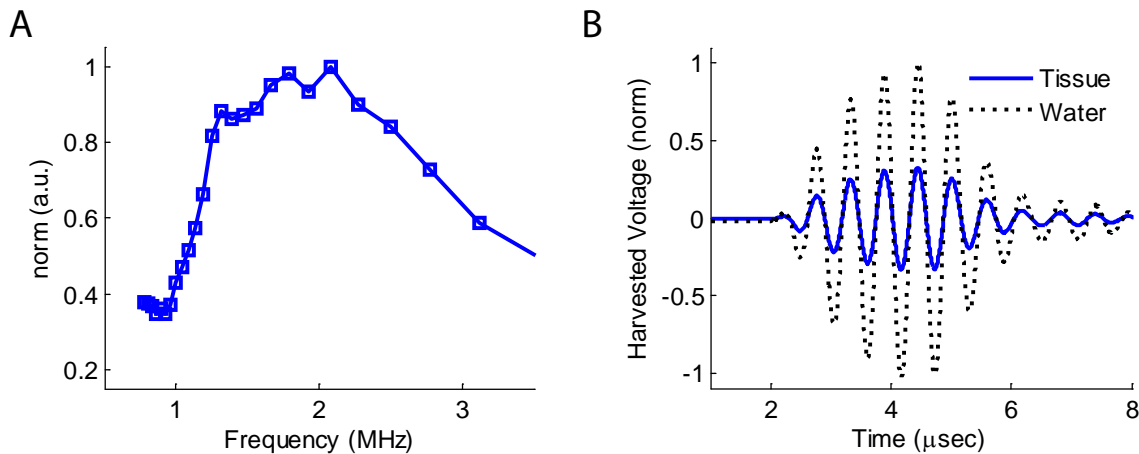 A
norm (a.u.)
1
0.8
0.6
0.4
0.2
1
2
3
Frequency (MHz)
B
Harvested Voltage (norm)
1
0.5
0
-0.5
-1
2
4
6
8
Time (μsec)
Tissue
Water